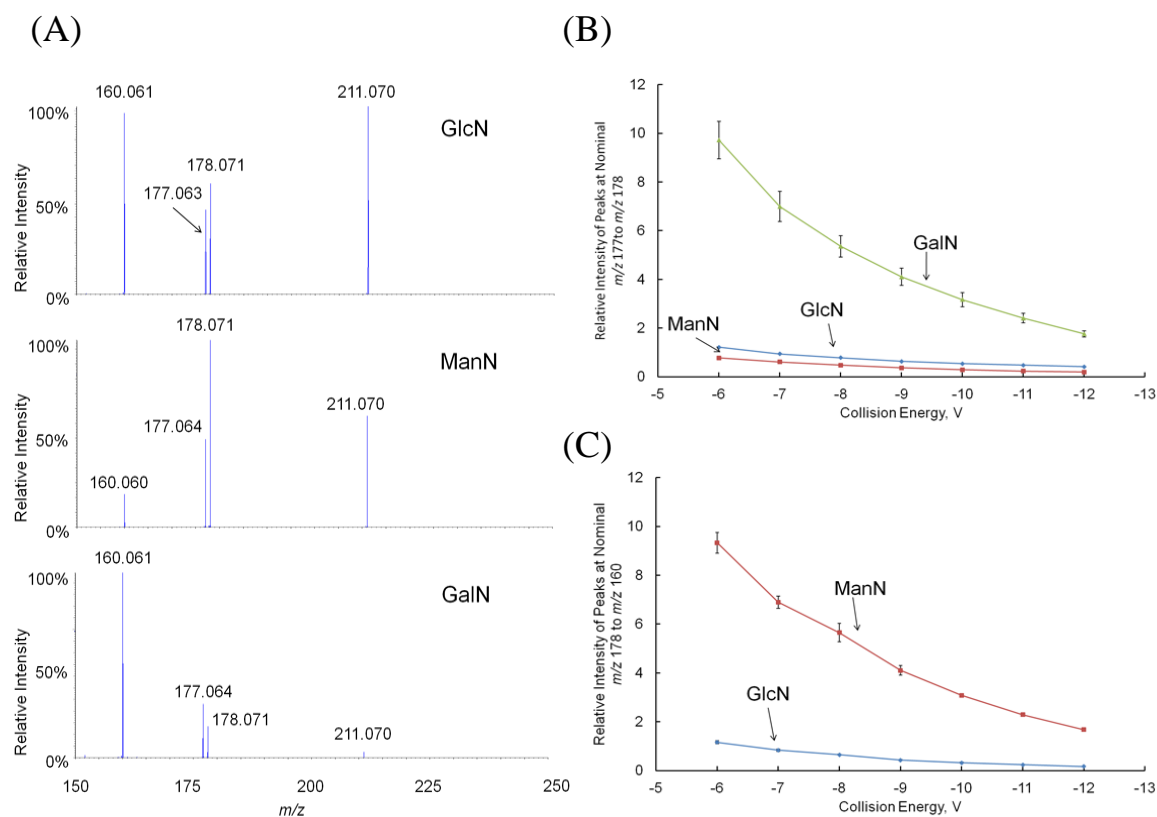 (A)
160.061
211.070
100%
GlcN
178.071
177.063
50%
0%
Relative Intensity
178.071
100%
ManN
211.070
177.064
50%
160.060
0%
Relative Intensity
160.061
100%
GalN
50%
177.064
178.071
211.070
0%
Relative Intensity
150
175
200
225
250
m/z
(B)
12
10
8
6
4
2
0
Relative Intensity of Peaks at Nominal
m/z 177to m/z 178
GalN
GlcN
ManN
-5
-6
-7
-8
-9
-10
-11
-12
-13
Collision Energy, V
(C)
12
10
8
6
4
2
0
Relative Intensity of Peaks at Nominal
m/z 178 to m/z 160
ManN
GlcN
-5
-6
-7
-8
-9
-10
-11
-12
-13
Collision Energy, V